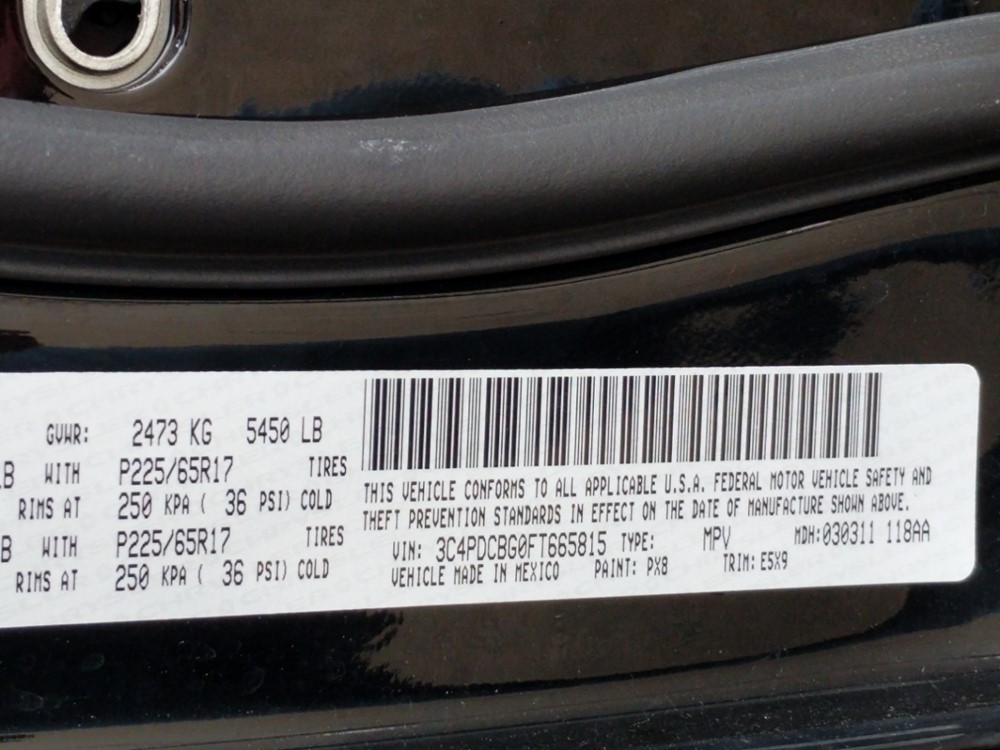 GVWR: 2473 KG 5450 LB
LB WITH P225/65R17 TIRES
RIMS AT 250 KPA ( 36 PSI) COLD
B WITH P225/65R17 TIRES
RIMS AT 250 KPA ( 36 PSI) COLD
THIS VEHICLE CONFORMS TO ALL APPLICABLE U.S.A. FEDERAL MOTOR VEHICLE SAFETY AND
THEFT PREVENTION STANDARDS IN EFFECT ON THE DATE OF MANUFACTURE SHOWN ABOVE.
VIN: 3C4PDCBG0FT665815 TYPE: MPV MDH:030311 118AA
VEHICLE MADE IN MEXICO PAINT: PX8 TRIM: E5X9